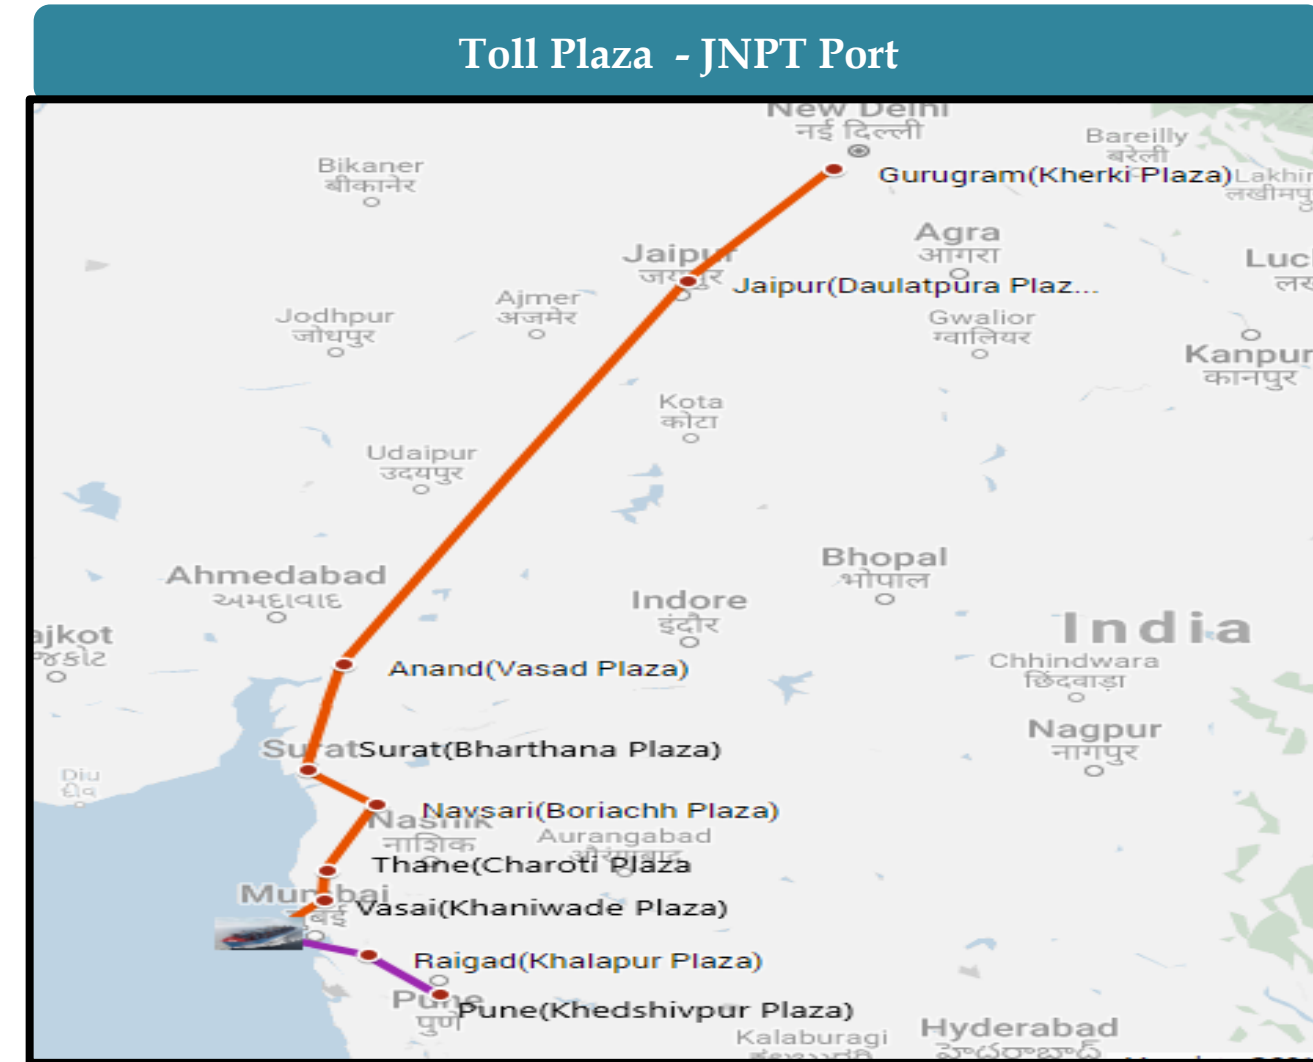 Toll Plaza - JNPT Port
New Delhi
नई दिल्ली
Bareilly
बरेली
Bikaner
बीकानेर
Gurugram(Kherki Plaza)
Agra
आगरा
Jaipur
जयपुर
Jaipur(Daulatpura Plaz...
Ajmer
अजमेर
Jodhpur
जोधपुर
Gwalior
ग्वालियर
Kanpur
कानपुर
Kota
कोटा
Udaipur
उदयपुर
Bhopal
भोपाल
Ahmedabad
અમદાવાદ
Indore
इंदौर
India
Anand(Vasad Plaza)
Chhindwara
छिंदवाड़ा
Nagpur
नागपुर
Surat
Surat(Bharthana Plaza)
Diu
દીવ
Navsari(Boriachh Plaza)
Nashik
नाशिक
Aurangabad
औरंगाबाद
Thane(Charoti Plaza
Mumbai
Vasai(Khaniwade Plaza)
Raigad(Khalapur Plaza)
Pune
पुणे
Pune(Khedshivpur Plaza)
Kalaburagi
Hyderabad